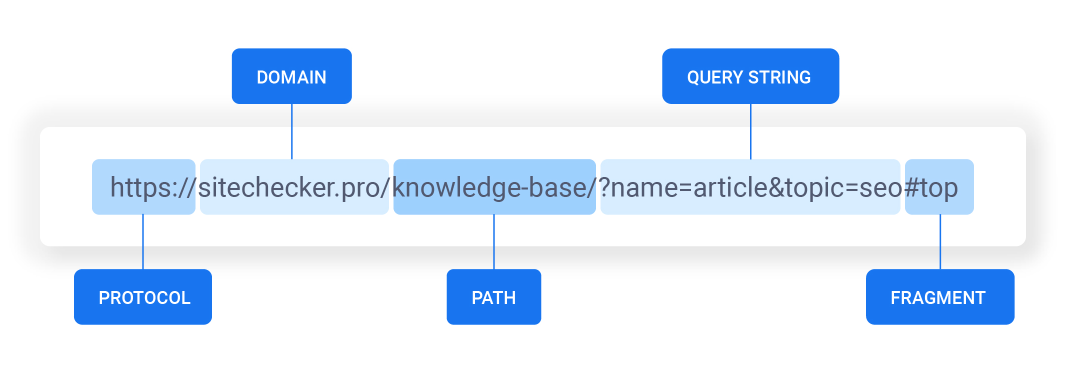 DOMAIN
QUERY STRING
https://sitechecker.pro/knowledge-base/?name=article&topic=seo#top
PROTOCOL
PATH
FRAGMENT